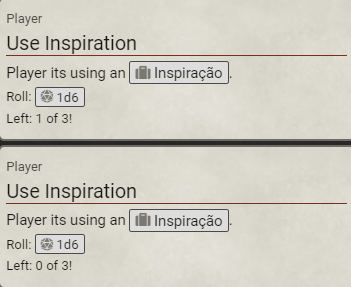 Player
Use Inspiration
Player its using an Inspiração.
Roll: 1d6
Left: 1 of 3!
Player
Use Inspiration
Player its using an Inspiração.
Roll: 1d6
Left: 0 of 3!